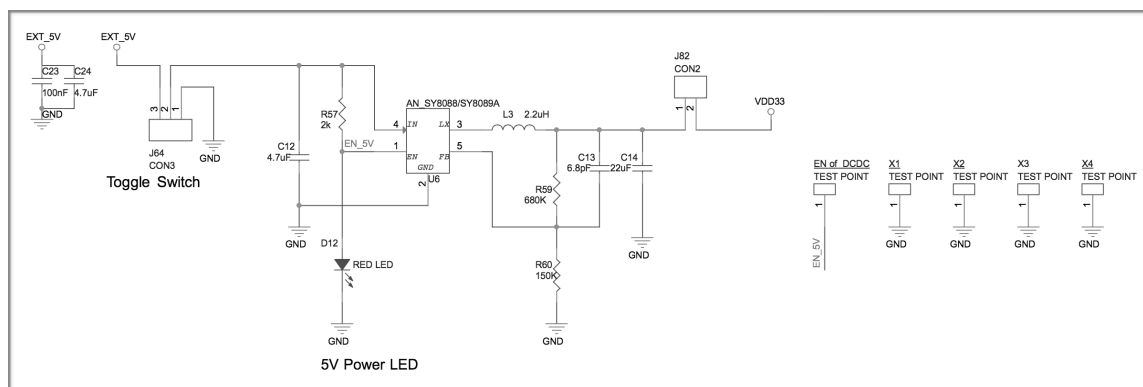 EXT_5V
C23
100nF
C24
4.7uF
GND
EXT_5V
3
2
1
J64
CON3
GND
Toggle Switch
C12
4.7uF
GND
R57
2k
EN_5V
AN_SY8088/SY8089A
4
IN
LX
3
1
EN
FB
5
GND
2
U6
D12
RED LED
GND
5V Power LED
L3
2.2uH
C13
6.8pF
C14
22uF
R59
680K
GND
R60
150K
GND
J82
CON2
1
2
VDD33
EN of_DCDC
TEST POINT
1
EN_5V
X1
TEST POINT
1
GND
X2
TEST POINT
1
GND
X3
TEST POINT
1
GND
X4
TEST POINT
1
GND